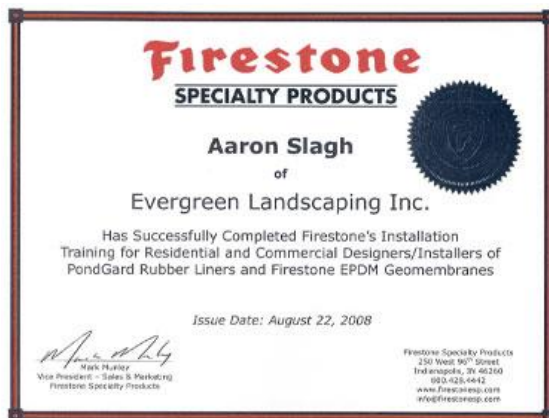 Firestone
SPECIALTY PRODUCTS
Aaron Slagh
of
Evergreen Landscaping Inc.
Has Successfully Completed Firestone's Installation
Training for Residential and Commercial Designers/Installers of
PondGard Rubber Liners and Firestone EPDM Geomembranes
Issue Date: August 22, 2008
Mark Munley
Vice President - Sales & Marketing
Firestone Specialty Products
Firestone Specialty Products
250 West 96th Street
Indianapolis, IN 46260
800.428.4442
www.firestonesp.com
info@firestonesp.com